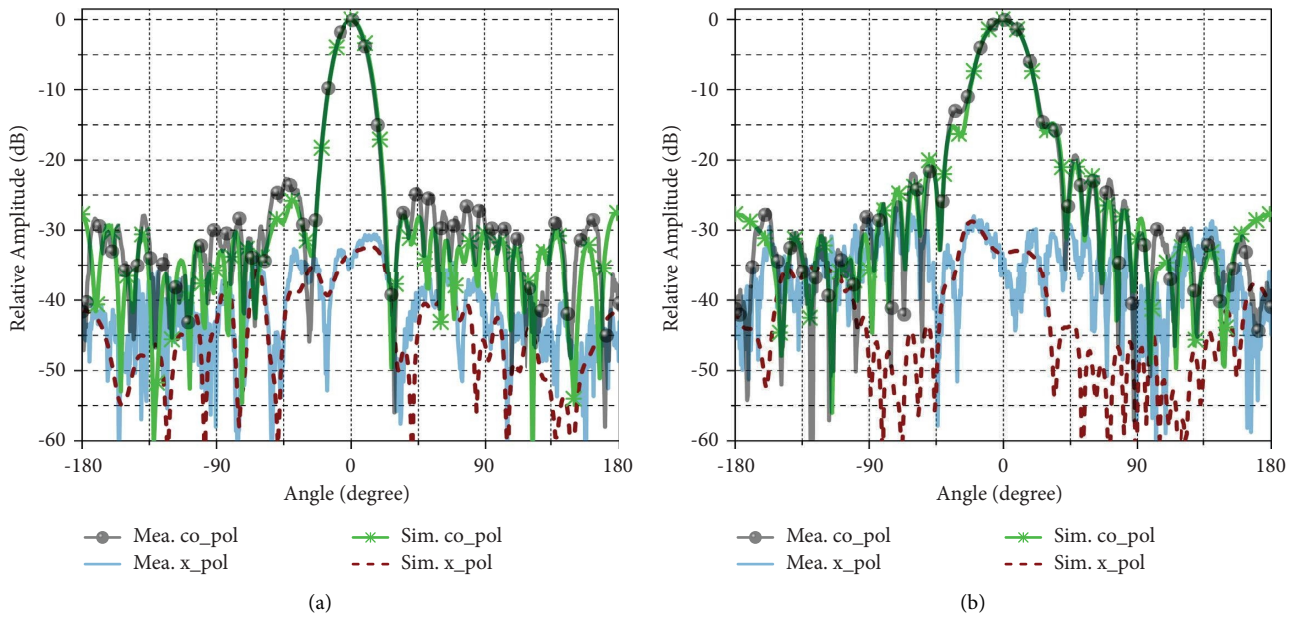 0
-10
-20
-30
-40
-50
-60
Relative Amplitude (dB)
-180 -90 0 90 180
Angle (degree)
Mea. co_pol Sim. co_pol
Mea. x_pol Sim. x_pol
(a)
0
-10
-20
-30
-40
-50
-60
Relative Amplitude (dB)
-180 -90 0 90 180
Angle (degree)
Mea. co_pol Sim. co_pol
Mea. x_pol Sim. x_pol
(b)